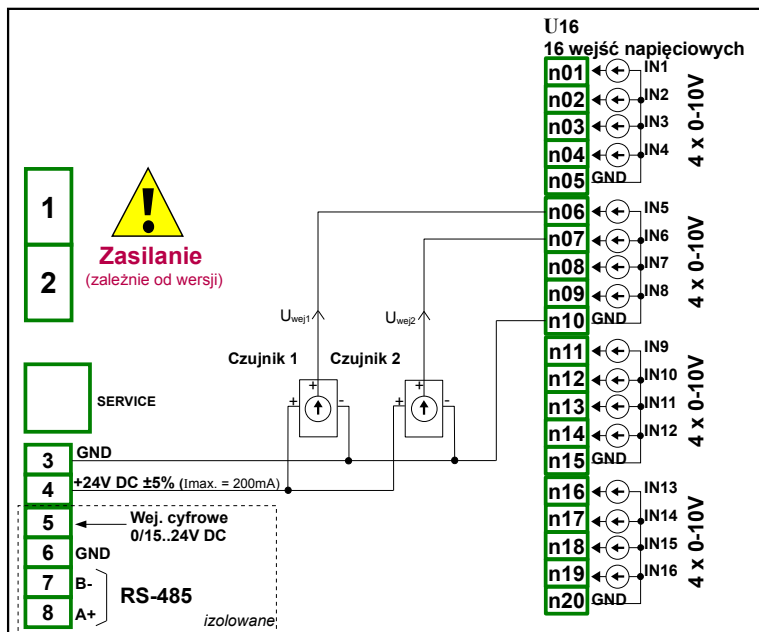 U16
16 wejść napięciowych
n01 IN1
n02 IN2
n03 IN3
n04 IN4
n05 GND
4 x 0-10V
n06 IN5
n07 IN6
n08 IN7
n09 IN8
n10 GND
4 x 0-10V
n11 IN9
n12 IN10
n13 IN11
n14 IN12
n15 GND
4 x 0-10V
n16 IN13
n17 IN14
n18 IN15
n19 IN16
n20 GND
4 x 0-10V
1
2
!
Zasilanie
(zależnie od wersji)
Uwej1
Uwej2
Czujnik 1
Czujnik 2
+
+ -
+
+ -
SERVICE
3 GND
4 +24V DC ±5% (Imax. = 200mA)
5 Wej. cyfrowe
0/15..24V DC
6 GND
7 B-
8 A+
RS-485
izolowane